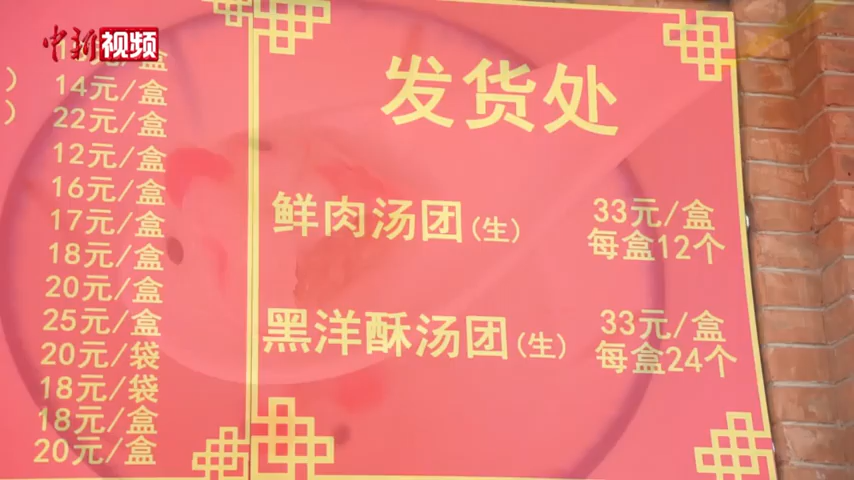 中新视频
14元/盒
22元/盒
12元/盒
16元/盒
17元/盒
18元/盒
20元/盒
25元/盒
20元/袋
18元/袋
18元/盒
20元/盒
发货处
鲜肉汤团(生) 33元/盒
每盒12个
黑洋酥汤团(生) 33元/盒
每盒24个